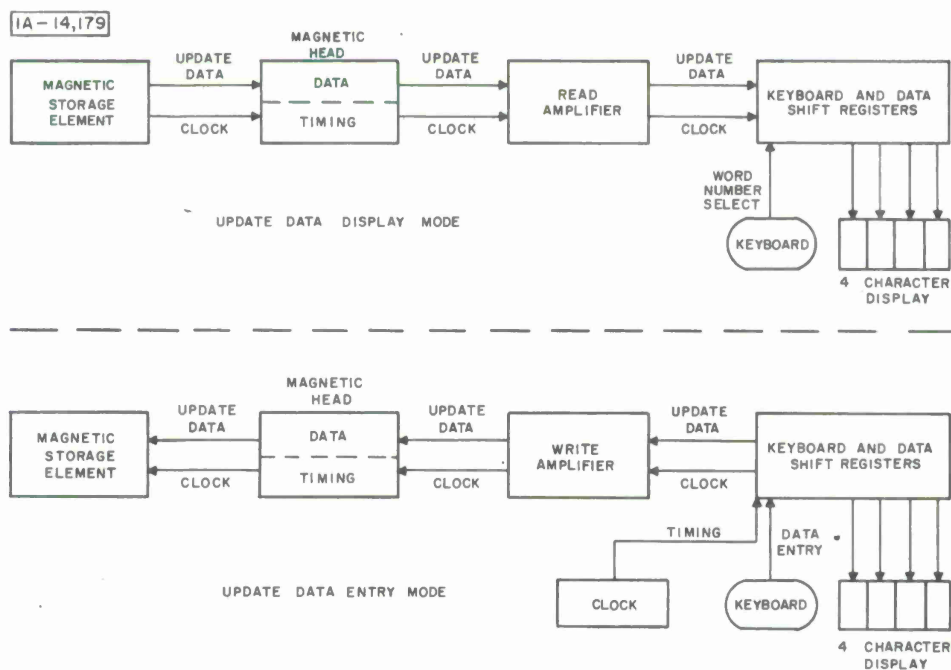 IA-14,179
MAGNETIC
HEAD
UPDATE
DATA
UPDATE
DATA
UPDATE
DATA
MAGNETIC
STORAGE
ELEMENT
DATA
TIMING
READ
AMPLIFIER
KEYBOARD AND DATA
SHIFT REGISTERS
CLOCK
CLOCK
CLOCK
WORD
NUMBER
SELECT
UPDATE DATA DISPLAY MODE
KEYBOARD
4 CHARACTER
DISPLAY
MAGNETIC
HEAD
UPDATE
DATA
UPDATE
DATA
UPDATE
DATA
MAGNETIC
STORAGE
ELEMENT
DATA
TIMING
WRITE
AMPLIFIER
KEYBOARD AND DATA
SHIFT REGISTERS
CLOCK
CLOCK
CLOCK
TIMING
DATA
ENTRY
UPDATE DATA ENTRY MODE
CLOCK
KEYBOARD
4 CHARACTER
DISPLAY